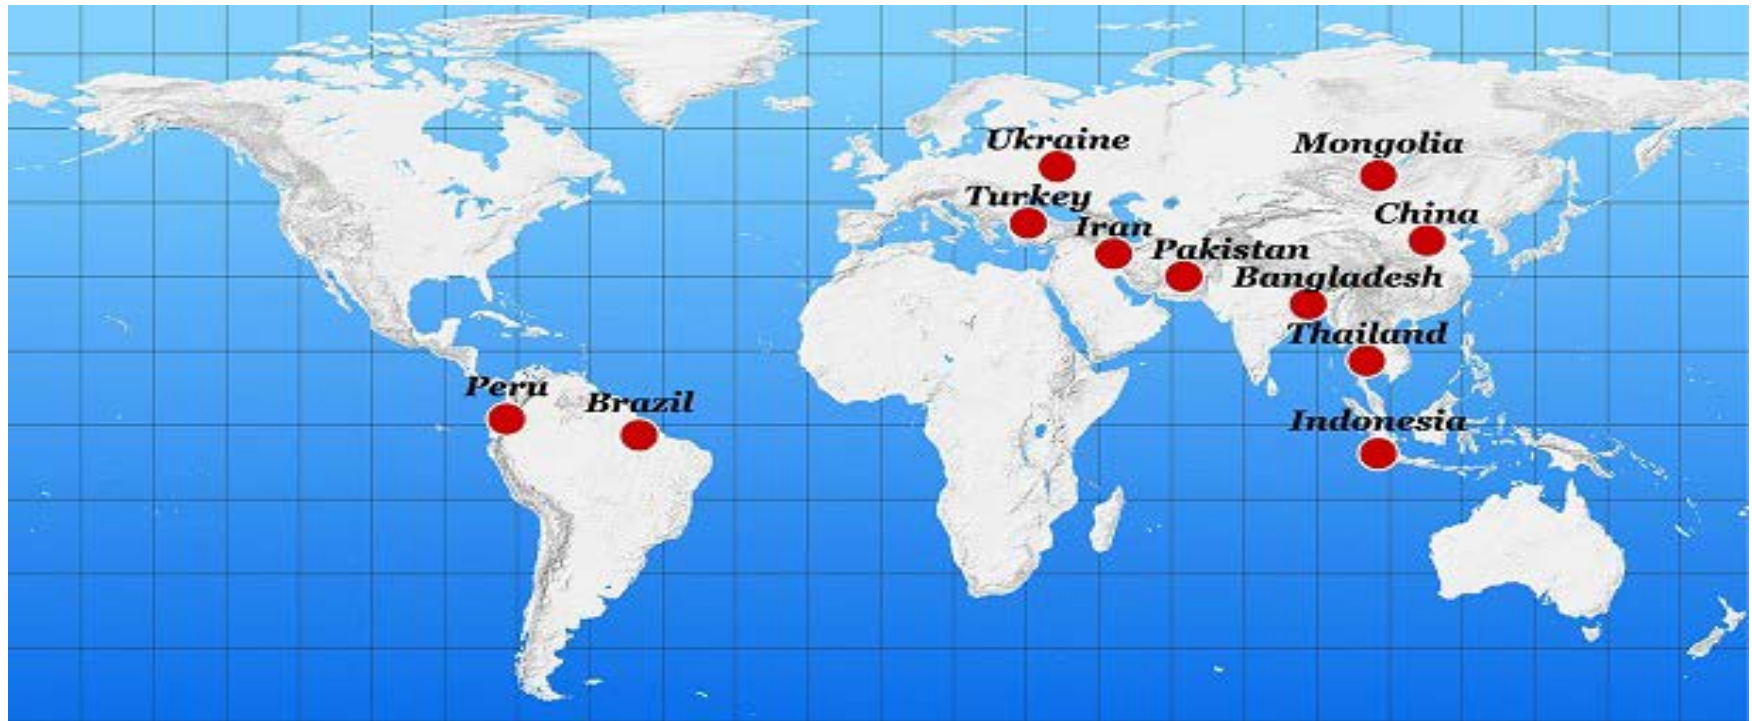 Ukraine
Mongolia
Turkey
China
Iran
Pakistan
Bangladesh
Thailand
Peru
Brazil
Indonesia